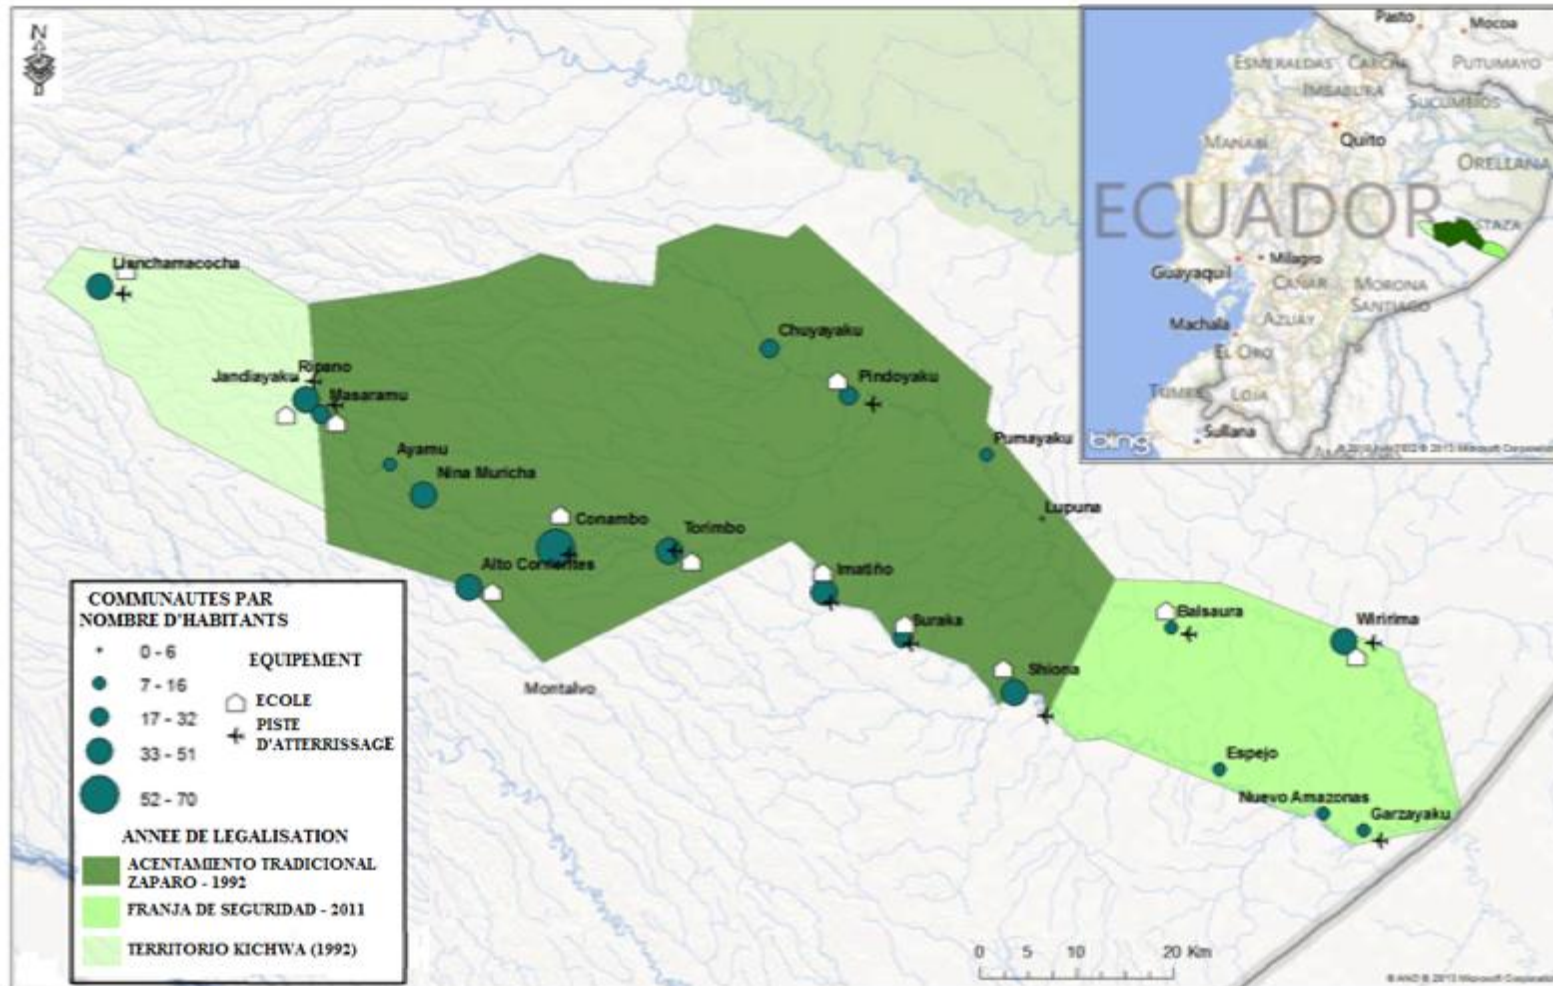 N
Llanchamacocha
Jandiayaku
Ripano
Masaramu
Ayamu
Nina Muricha
Conambo
Alto Corrientes
Torimbo
Chuyayaku
Pindoyaku
Pumayaku
Lupuna
Imatiño
Suraka
Shiona
Balsaura
Wiririma
Espejo
Nuevo Amazonas
Garzayaku
Montalvo
COMMUNAUTES PAR
NOMBRE D'HABITANTS
0 - 6
7 - 16
17 - 32
33 - 51
52 - 70
EQUIPEMENT
ECOLE
PISTE
D'ATTERRISSAGE
ANNEE DE LEGALISATION
ACENTAMIENTO TRADICIONAL
ZAPARO - 1992
FRANJA DE SEGURIDAD - 2011
TERRITORIO KICHWA (1992)
0 10 20 Km
Pasto
Mocoa
ESMERALDAS
CARCHI
PUTUMAYO
IMBABURA
SUCUMBIOS
Quito
MANABÍ
ORELLANA
ECUADOR
STAZA
Guayaquil
Milagro
CAÑAR
MORONA
SANTIAGO
Machala
AZUAY
EL ORO
TUMBE
LOJA
Sullana
bing